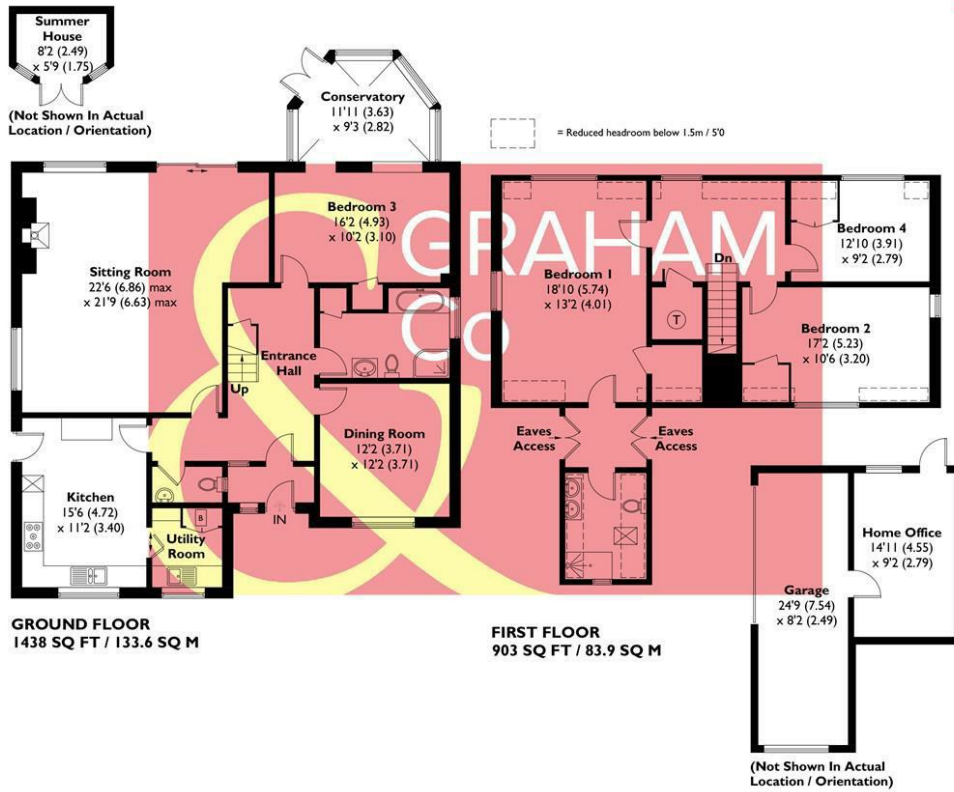 Summer
House
8'2 (2.49)
x 5'9 (1.75)
(Not Shown In Actual
Location / Orientation)
Conservatory
11'11 (3.63)
x 9'3 (2.82)
= Reduced headroom below 1.5m / 5'0
GRAHAM
& Co
Sitting Room
22'6 (6.86) max
x 21'9 (6.63) max
Bedroom 3
16'2 (4.93)
x 10'2 (3.10)
Entrance
Hall
Up
Dining Room
12'2 (3.71)
x 12'2 (3.71)
Kitchen
15'6 (4.72)
x 11'2 (3.40)
B
Utility
Room
IN
GROUND FLOOR
1438 SQ FT / 133.6 SQ M
Bedroom 1
18'10 (5.74)
x 13'2 (4.01)
Dn
T
Bedroom 4
12'10 (3.91)
x 9'2 (2.79)
Bedroom 2
17'2 (5.23)
x 10'6 (3.20)
Eaves
Access
Eaves
Access
FIRST FLOOR
903 SQ FT / 83.9 SQ M
Home Office
14'11 (4.55)
x 9'2 (2.79)
Garage
24'9 (7.54)
x 8'2 (2.49)
(Not Shown In Actual
Location / Orientation)